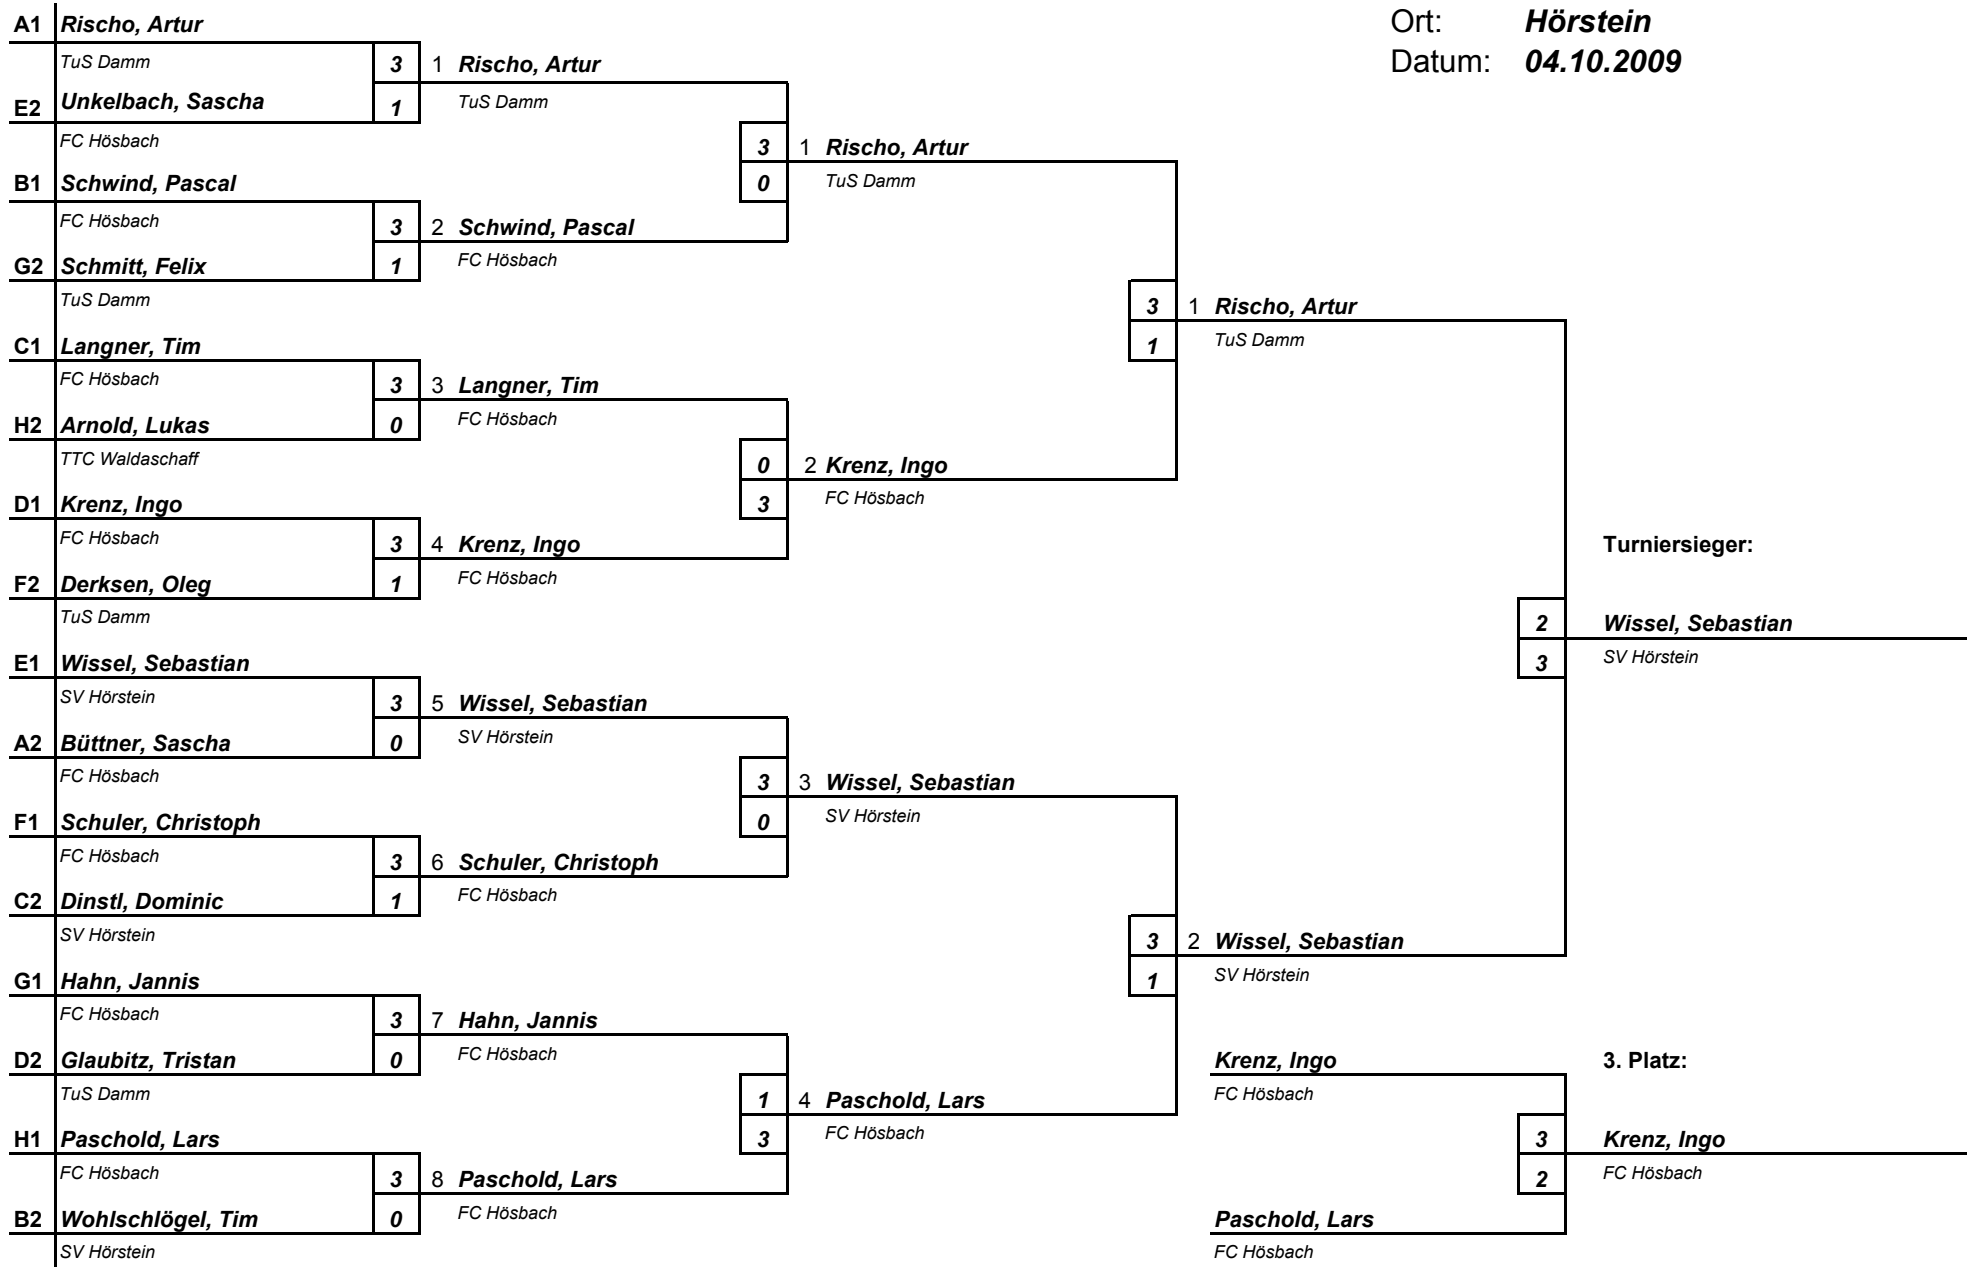 Ort: Hörstein
Datum: 04.10.2009
A1 Rischo, Artur
TuS Damm 3
E2 Unkelbach, Sascha 1
FC Hösbach
B1 Schwind, Pascal
FC Hösbach 3
G2 Schmitt, Felix 1
TuS Damm
C1 Langner, Tim
FC Hösbach 3
H2 Arnold, Lukas 0
TTC Waldaschaff
D1 Krenz, Ingo
FC Hösbach 3
F2 Derksen, Oleg 1
TuS Damm
E1 Wissel, Sebastian
SV Hörstein 3
A2 Büttner, Sascha 0
FC Hösbach
F1 Schuler, Christoph
FC Hösbach 3
C2 Dinstl, Dominic 1
SV Hörstein
G1 Hahn, Jannis
FC Hösbach 3
D2 Glaubitz, Tristan 0
TuS Damm
H1 Paschold, Lars
FC Hösbach 3
B2 Wohlschlögel, Tim 0
SV Hörstein
1 Rischo, Artur
TuS Damm
3
0
2 Schwind, Pascal
FC Hösbach
3 Langner, Tim
FC Hösbach
0
3
4 Krenz, Ingo
FC Hösbach
5 Wissel, Sebastian
SV Hörstein
3
0
6 Schuler, Christoph
FC Hösbach
7 Hahn, Jannis
FC Hösbach
1
3
8 Paschold, Lars
FC Hösbach
1 Rischo, Artur
TuS Damm
3
1
2 Krenz, Ingo
FC Hösbach
3 Wissel, Sebastian
SV Hörstein
3
1
4 Paschold, Lars
FC Hösbach
1 Rischo, Artur
TuS Damm
2
3
2 Wissel, Sebastian
SV Hörstein
Turniersieger:
Wissel, Sebastian
SV Hörstein
Krenz, Ingo
FC Hösbach
3
2
Paschold, Lars
FC Hösbach
3. Platz:
Krenz, Ingo
FC Hösbach